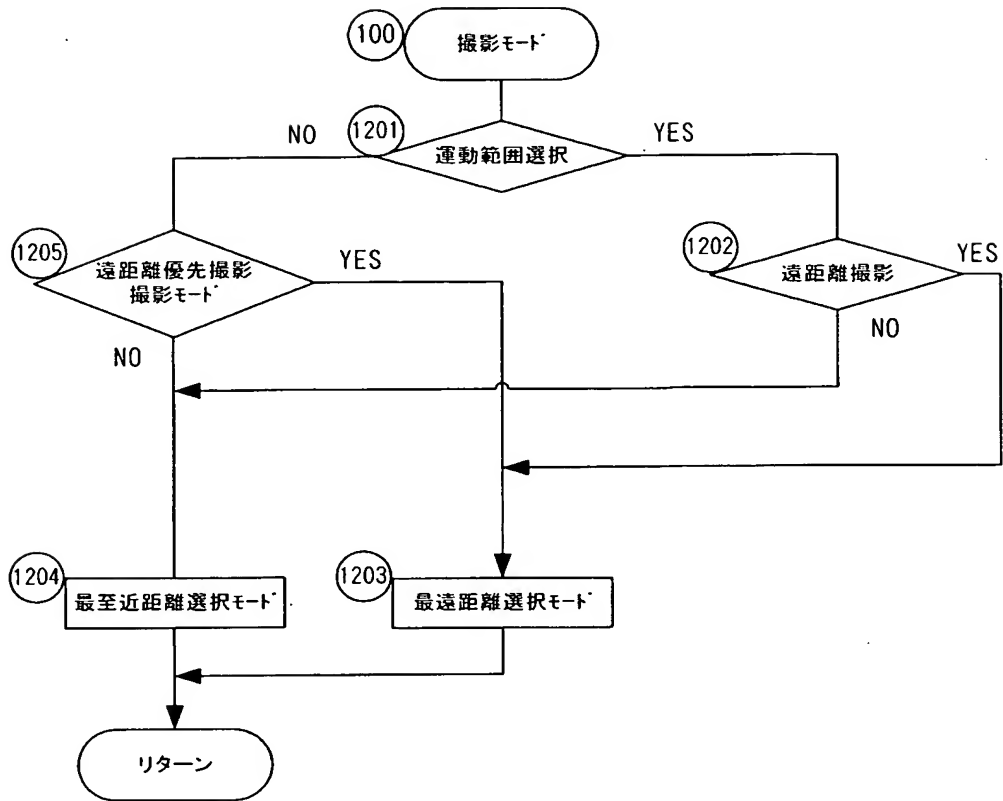 100
撮影モード
NO
1201
YES
運動範囲選択
1205
遠距離優先撮影
撮影モード
YES
1202
遠距離撮影
YES
NO
NO
1204
最至近距離選択モード
1203
最遠距離選択モード
リターン